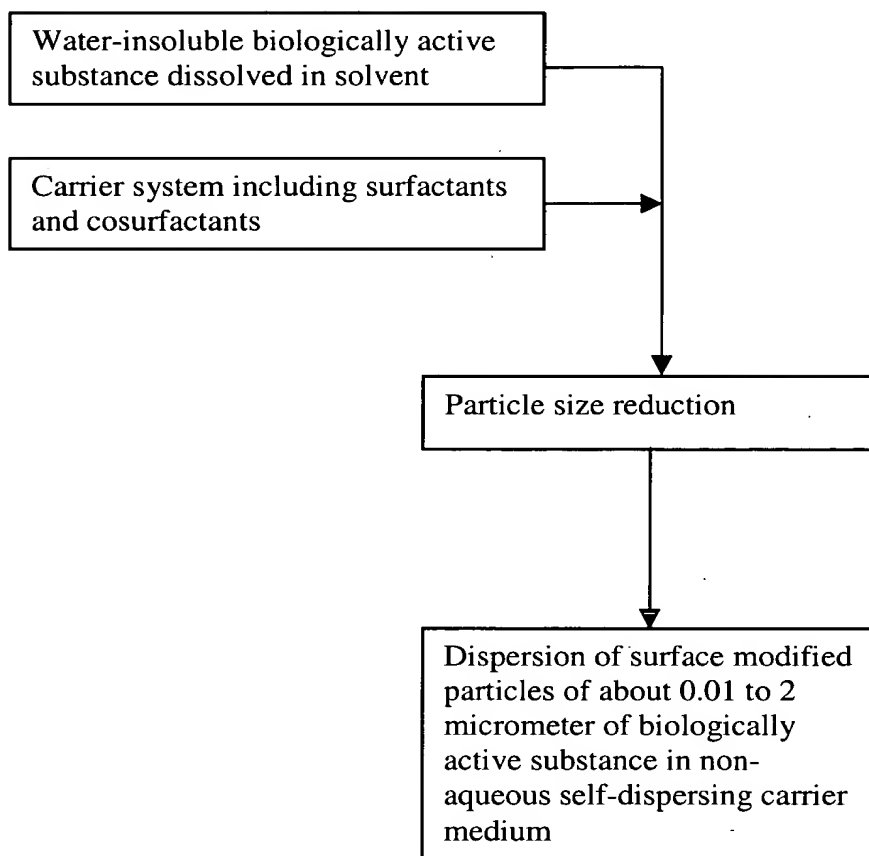 Water-insoluble biologically active
substance dissolved in solvent
Carrier system including surfactants
and cosurfactants
Particle size reduction
Dispersion of surface modified
particles of about 0.01 to 2
micrometer of biologically
active substance in non-
aqueous self-dispersing carrier
medium